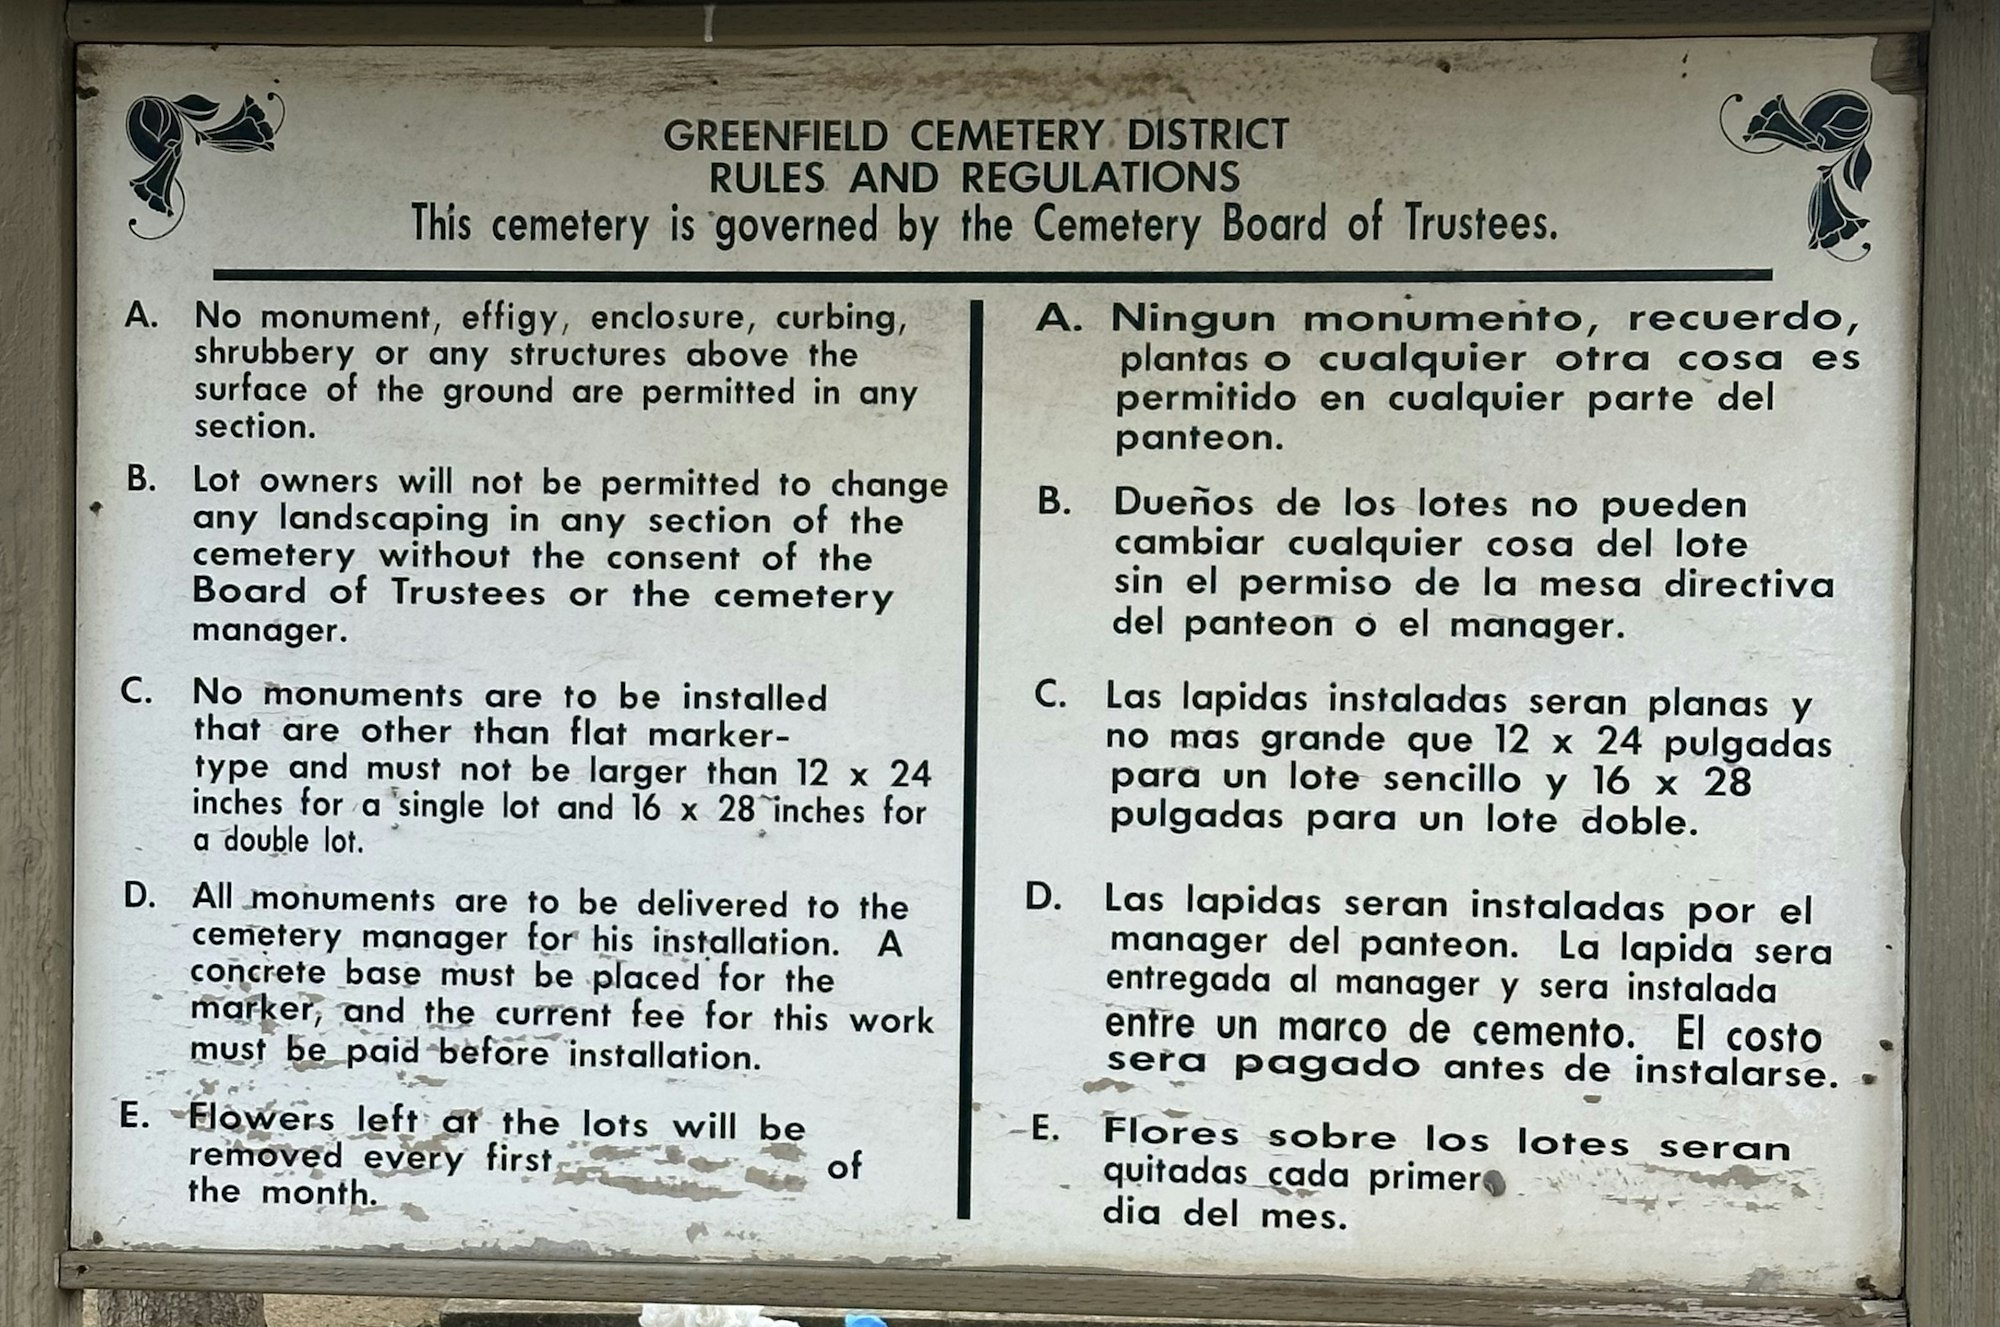 GREENFIELD CEMETERY DISTRICT
RULES AND REGULATIONS
This cemetery is governed by the Cemetery Board of Trustees.
A. No monument, effigy, enclosure, curbing,
shrubbery or any structures above the
surface of the ground are permitted in any
section.
B. Lot owners will not be permitted to change
any landscaping in any section of the
cemetery without the consent of the
Board of Trustees or the cemetery
manager.
C. No monuments are to be installed
that are other than flat marker-
type and must not be larger than 12 x 24
inches for a single lot and 16 x 28 inches for
a double lot.
D. All monuments are to be delivered to the
cemetery manager for his installation. A
concrete base must be placed for the
marker, and the current fee for this work
must be paid before installation.
E. Flowers left at the lots will be
removed every first of
the month.
A. Ningun monumento, recuerdo,
plantas o cualquier otra cosa es
permitido en cualquier parte del
panteon.
B. Dueños de los lotes no pueden
cambiar cualquier cosa del lote
sin el permiso de la mesa directiva
del panteon o el manager.
C. Las lapidas instaladas seran planas y
no mas grande que 12 x 24 pulgadas
para un lote sencillo y 16 x 28
pulgadas para un lote doble.
D. Las lapidas seran instaladas por el
manager del panteon. La lapida sera
entregada al manager y sera instalada
entre un marco de cemento. El costo
sera pagado antes de instalarse.
E. Flores sobre los lotes seran
quitadas cada primer
dia del mes.